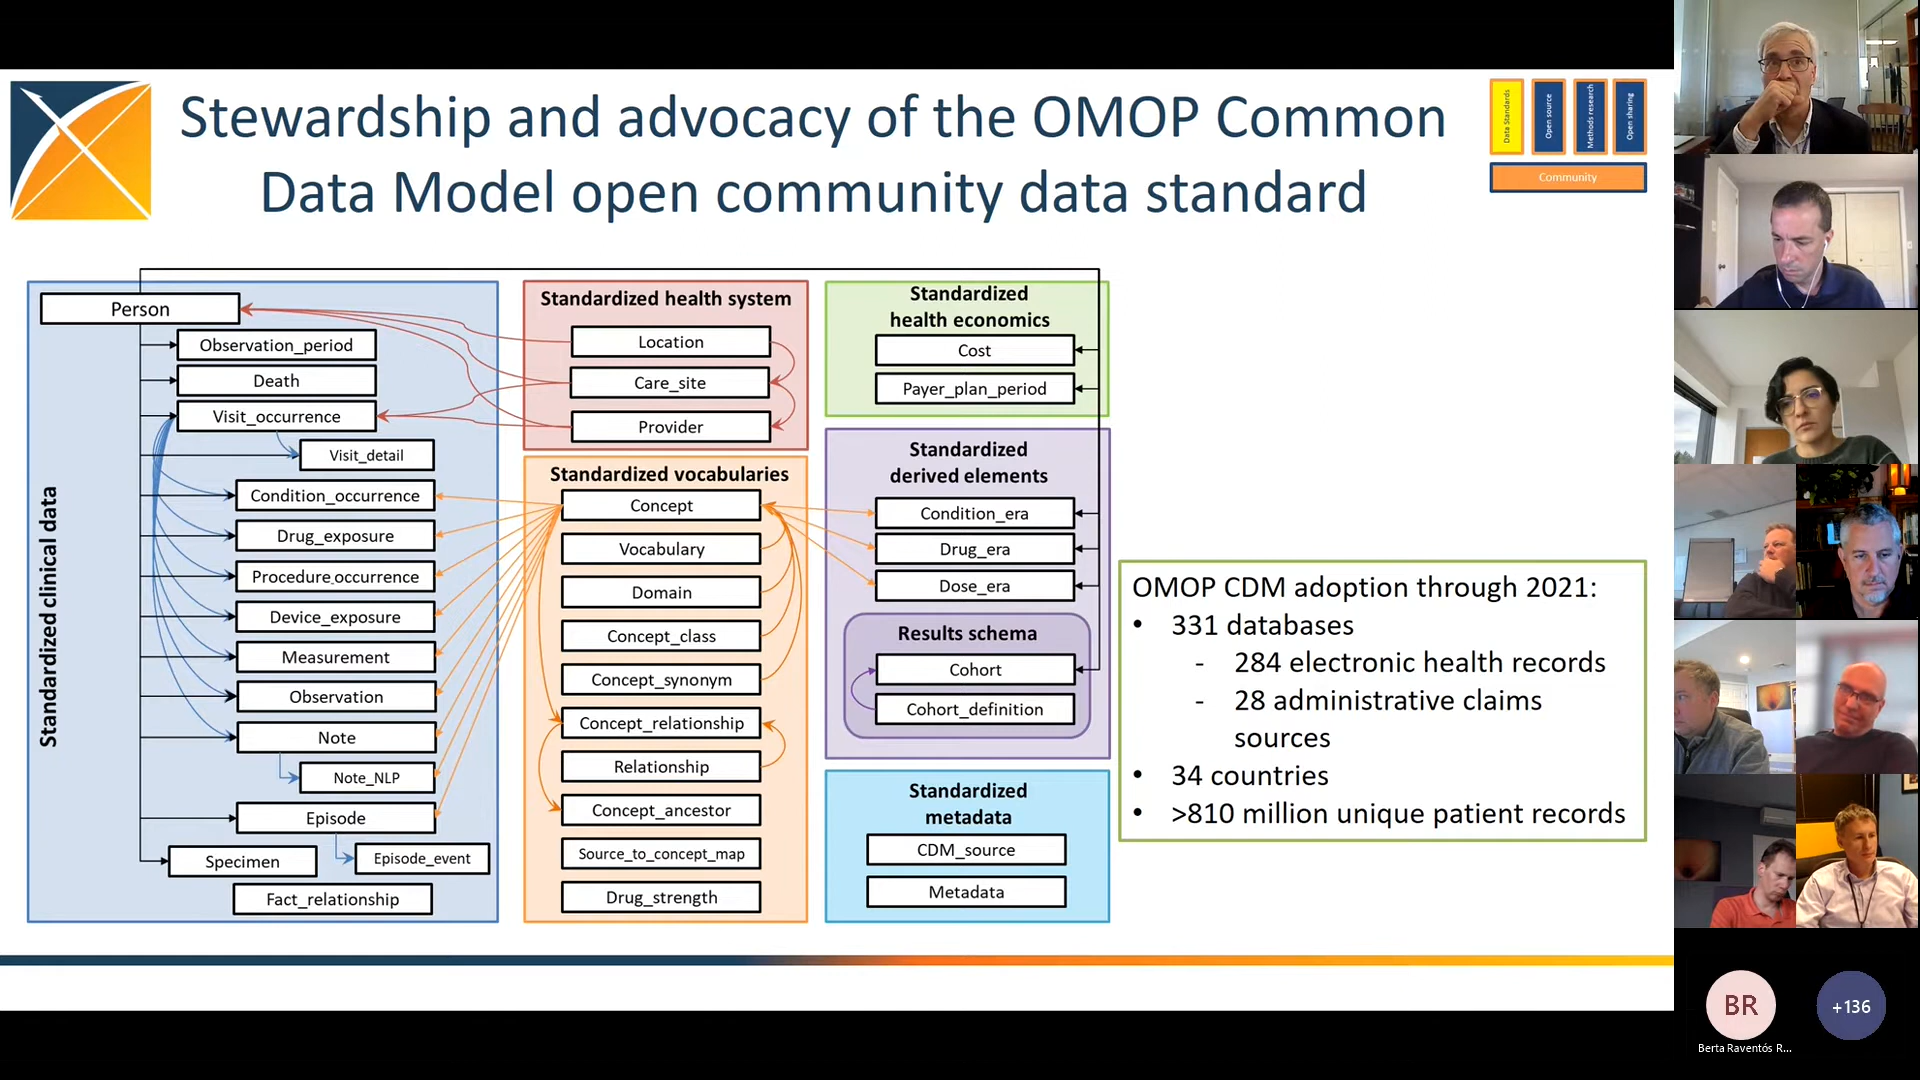 Stewardship and advocacy of the OMOP Common
Data Model open community data standard
Data Standards
Open source
Methods research
Open sharing
Community
Standardized clinical data
Person
Observation_period
Death
Visit_occurrence
Visit_detail
Condition_occurrence
Drug_exposure
Procedure_occurrence
Device_exposure
Measurement
Observation
Note
Note_NLP
Episode
Episode_event
Specimen
Fact_relationship
Standardized health system
Location
Care_site
Provider
Standardized vocabularies
Concept
Vocabulary
Domain
Concept_class
Concept_synonym
Concept_relationship
Relationship
Concept_ancestor
Source_to_concept_map
Drug_strength
Standardized
health economics
Cost
Payer_plan_period
Standardized
derived elements
Condition_era
Drug_era
Dose_era
Results schema
Cohort
Cohort_definition
Standardized
metadata
CDM_source
Metadata
OMOP CDM adoption through 2021:
• 331 databases
- 284 electronic health records
- 28 administrative claims
sources
• 34 countries
• >810 million unique patient records
BR
+136
Berta Raventós R...